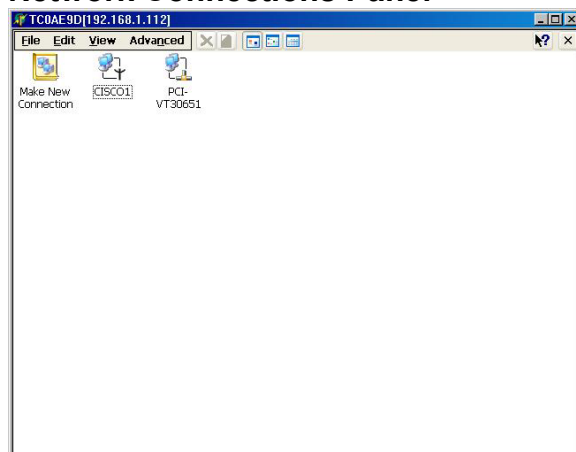 Network Connections Panel
TC0AE9D[192.168.1.112]
File Edit View Advanced
Make New
Connection
CISCO1
PCI-
VT30651